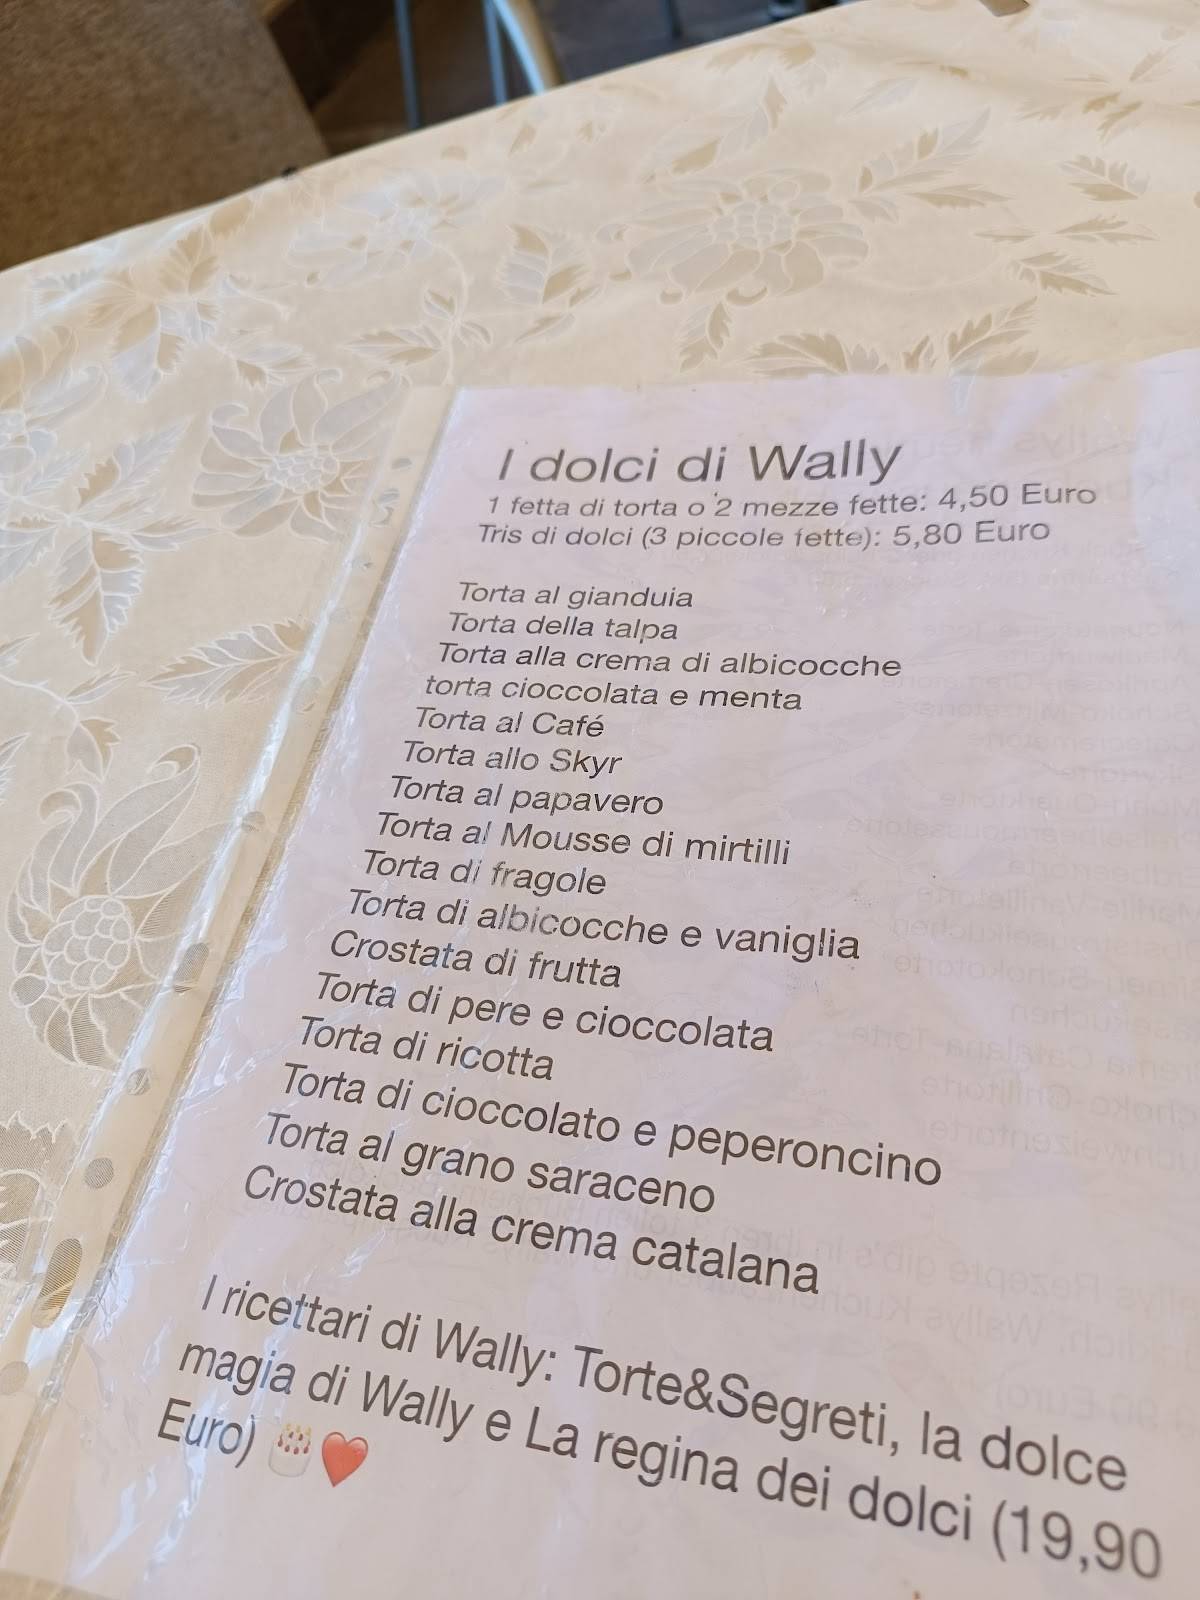 I dolci di Wally
1 fetta di torta o 2 mezze fette: 4,50 Euro
Tris di dolci (3 piccole fette): 5,80 Euro
Torta al gianduia
Torta della talpa
Torta alla crema di albicocche
torta cioccolata e menta
Torta al Café
Torta allo Skyr
Torta al papavero
Torta al Mousse di mirtilli
Torta di fragole
Torta di albicocche e vaniglia
Crostata di frutta
Torta di pere e cioccolata
Torta di ricotta
Torta di cioccolato e peperoncino
Torta al grano saraceno
Crostata alla crema catalana
I ricettari di Wally: Torte&Segreti, la dolce
magia di Wally e La regina dei dolci (19,90
Euro) 🎂❤️